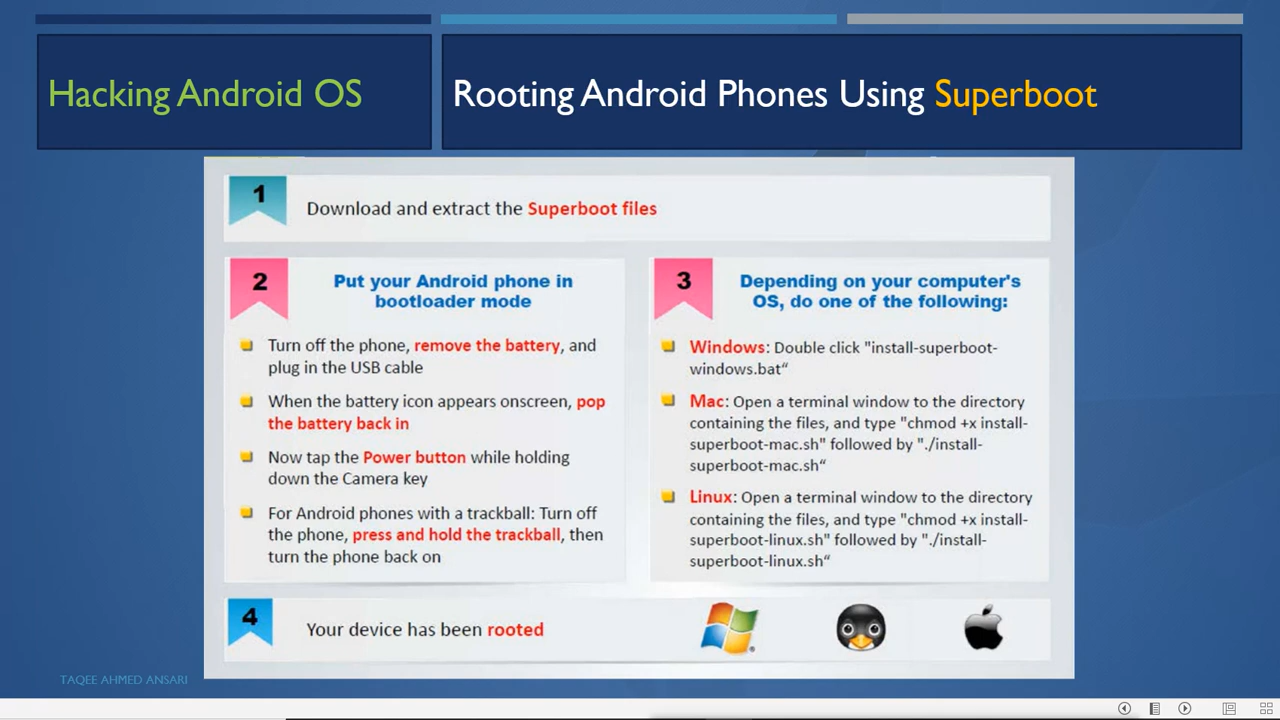 Hacking Android OS
Rooting Android Phones Using Superboot
1
Download and extract the Superboot files
2
Put your Android phone in
bootloader mode
Turn off the phone, remove the battery, and
plug in the USB cable
When the battery icon appears onscreen, pop
the battery back in
Now tap the Power button while holding
down the Camera key
For Android phones with a trackball: Turn off
the phone, press and hold the trackball, then
turn the phone back on
3
Depending on your computer's
OS, do one of the following:
Windows: Double click "install-superboot-
windows.bat“
Mac: Open a terminal window to the directory
containing the files, and type "chmod +x install-
superboot-mac.sh" followed by "./install-
superboot-mac.sh“
Linux: Open a terminal window to the directory
containing the files, and type "chmod +x install-
superboot-linux.sh" followed by "./install-
superboot-linux.sh“
4
Your device has been rooted
TAQEE AHMED ANSARI